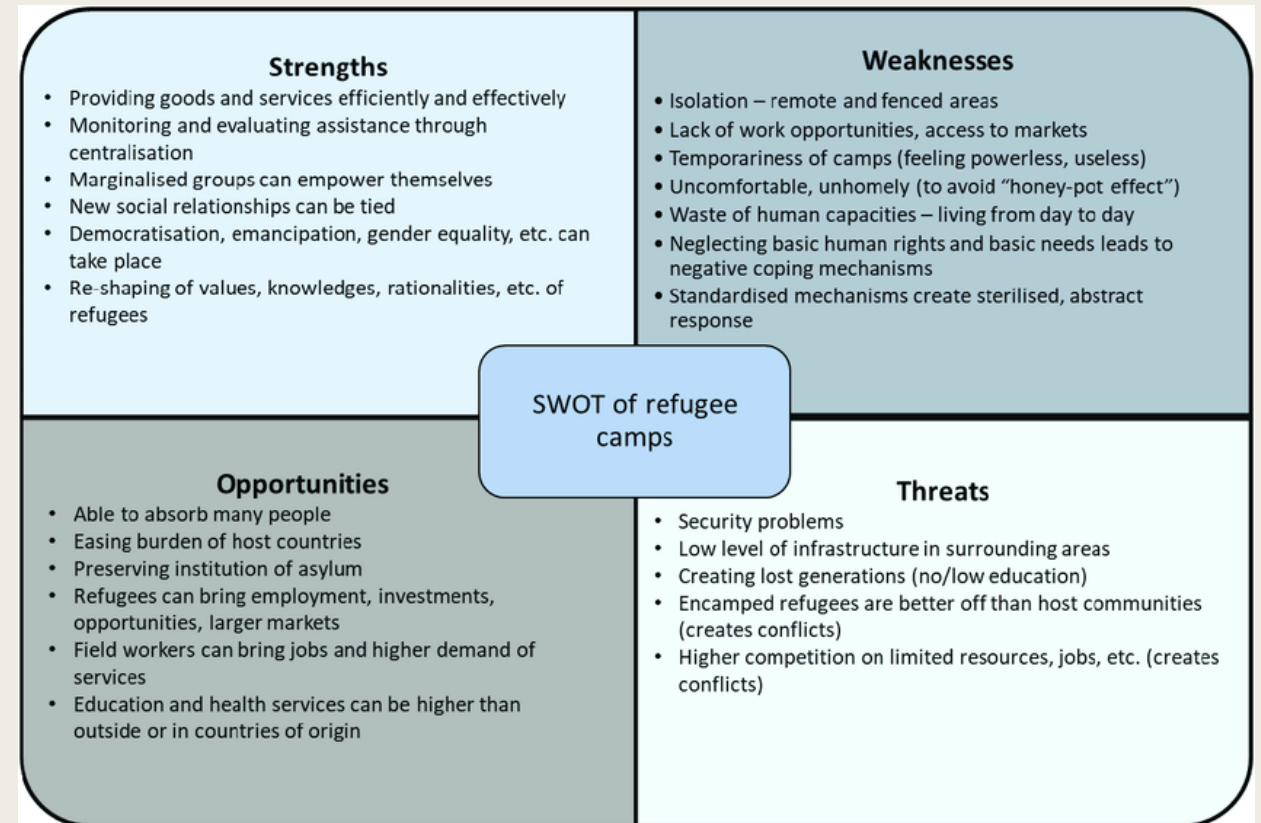 Strengths
• Providing goods and services efficiently and effectively
• Monitoring and evaluating assistance through
centralisation
• Marginalised groups can empower themselves
• New social relationships can be tied
• Democratisation, emancipation, gender equality, etc. can
take place
• Re-shaping of values, knowledges, rationalities, etc. of
refugees
Weaknesses
• Isolation – remote and fenced areas
• Lack of work opportunities, access to markets
• Temporariness of camps (feeling powerless, useless)
• Uncomfortable, unhomely (to avoid “honey-pot effect”)
• Waste of human capacities – living from day to day
• Neglecting basic human rights and basic needs leads to
negative coping mechanisms
• Standardised mechanisms create sterilised, abstract
response
SWOT of refugee
camps
Opportunities
• Able to absorb many people
• Easing burden of host countries
• Preserving institution of asylum
• Refugees can bring employment, investments,
opportunities, larger markets
• Field workers can bring jobs and higher demand of
services
• Education and health services can be higher than
outside or in countries of origin
Threats
• Security problems
• Low level of infrastructure in surrounding areas
• Creating lost generations (no/low education)
• Encamped refugees are better off than host communities
(creates conflicts)
• Higher competition on limited resources, jobs, etc. (creates
conflicts)